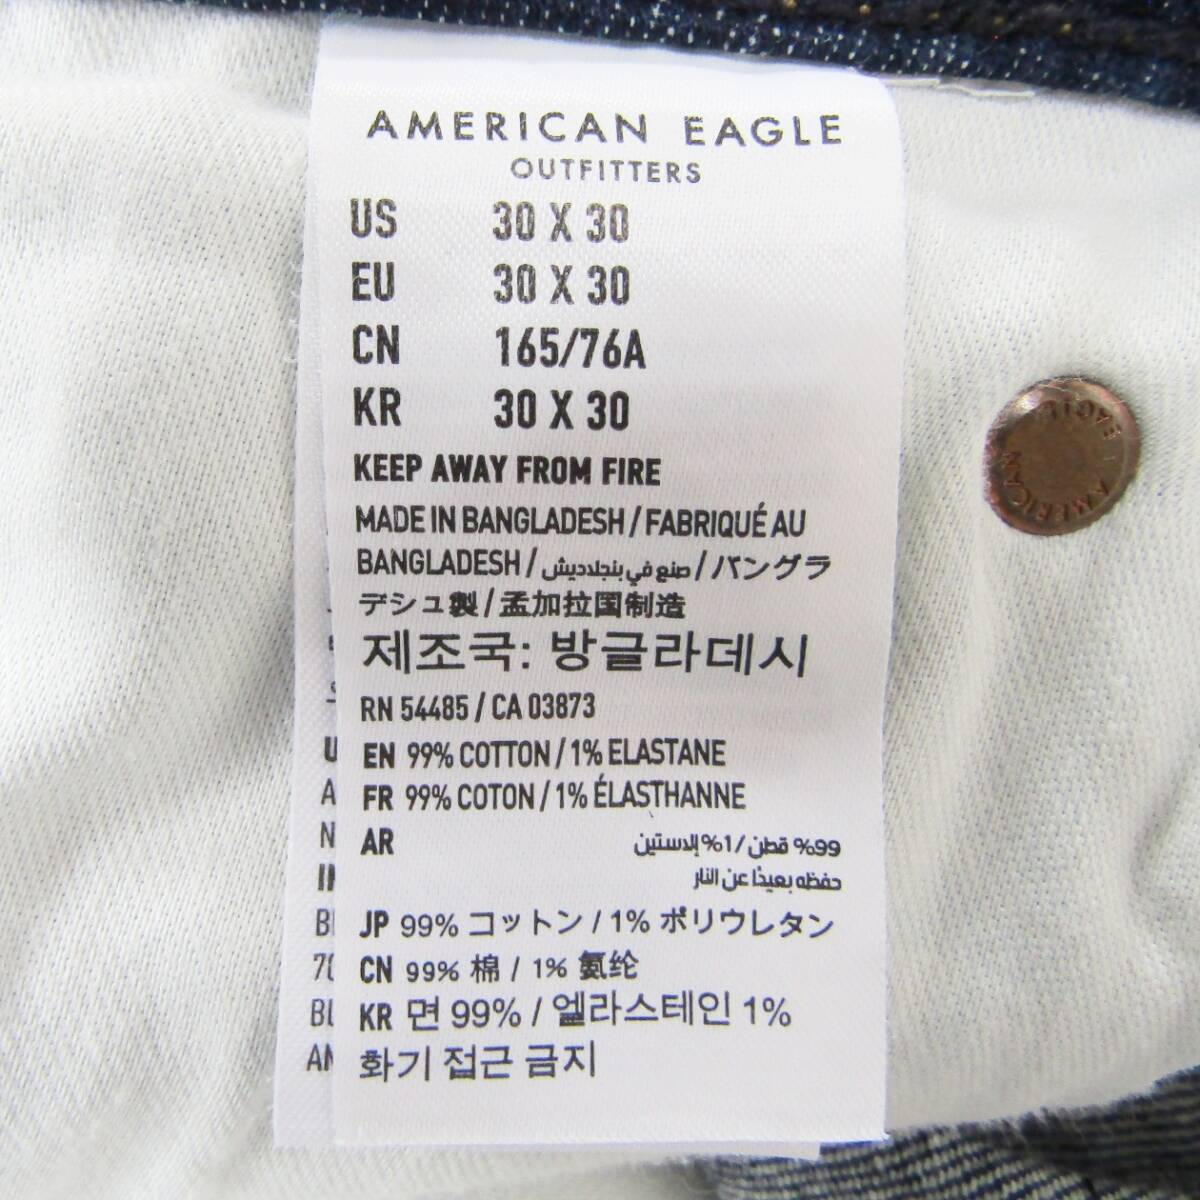 AMERICAN EAGLE
OUTFITTERS
US 30 X 30
EU 30 X 30
CN 165/76A
KR 30 X 30
KEEP AWAY FROM FIRE
MADE IN BANGLADESH / FABRIQUÉ AU
BANGLADESH / صنع في بنجلاديش / バングラ
デシュ製 / 孟加拉国制造
제조국: 방글라데시
RN 54485 / CA 03873
EN 99% COTTON / 1% ELASTANE
FR 99% COTON / 1% ÉLASTHANNE
AR 99% قطن / 1% إلاستين
حفظه بعيدًا عن النار
JP 99% コットン / 1% ポリウレタン
CN 99% 棉 / 1% 氨纶
KR 면 99% / 엘라스테인 1%
화기 접근 금지
AMERICAN EAGLE